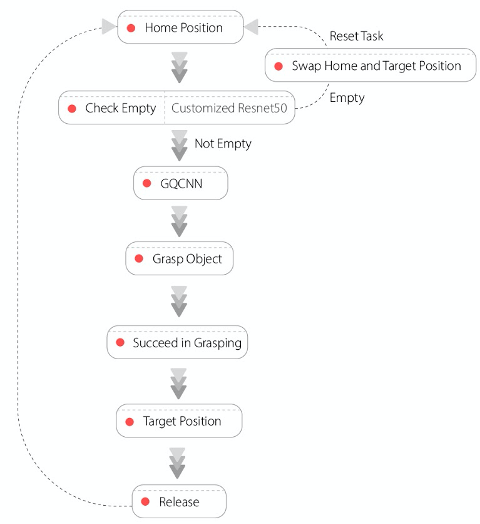 Home Position
Reset Task
Swap Home and Target Position
Check Empty Customized Resnet50
Empty
Not Empty
GQCNN
Grasp Object
Succeed in Grasping
Target Position
Release